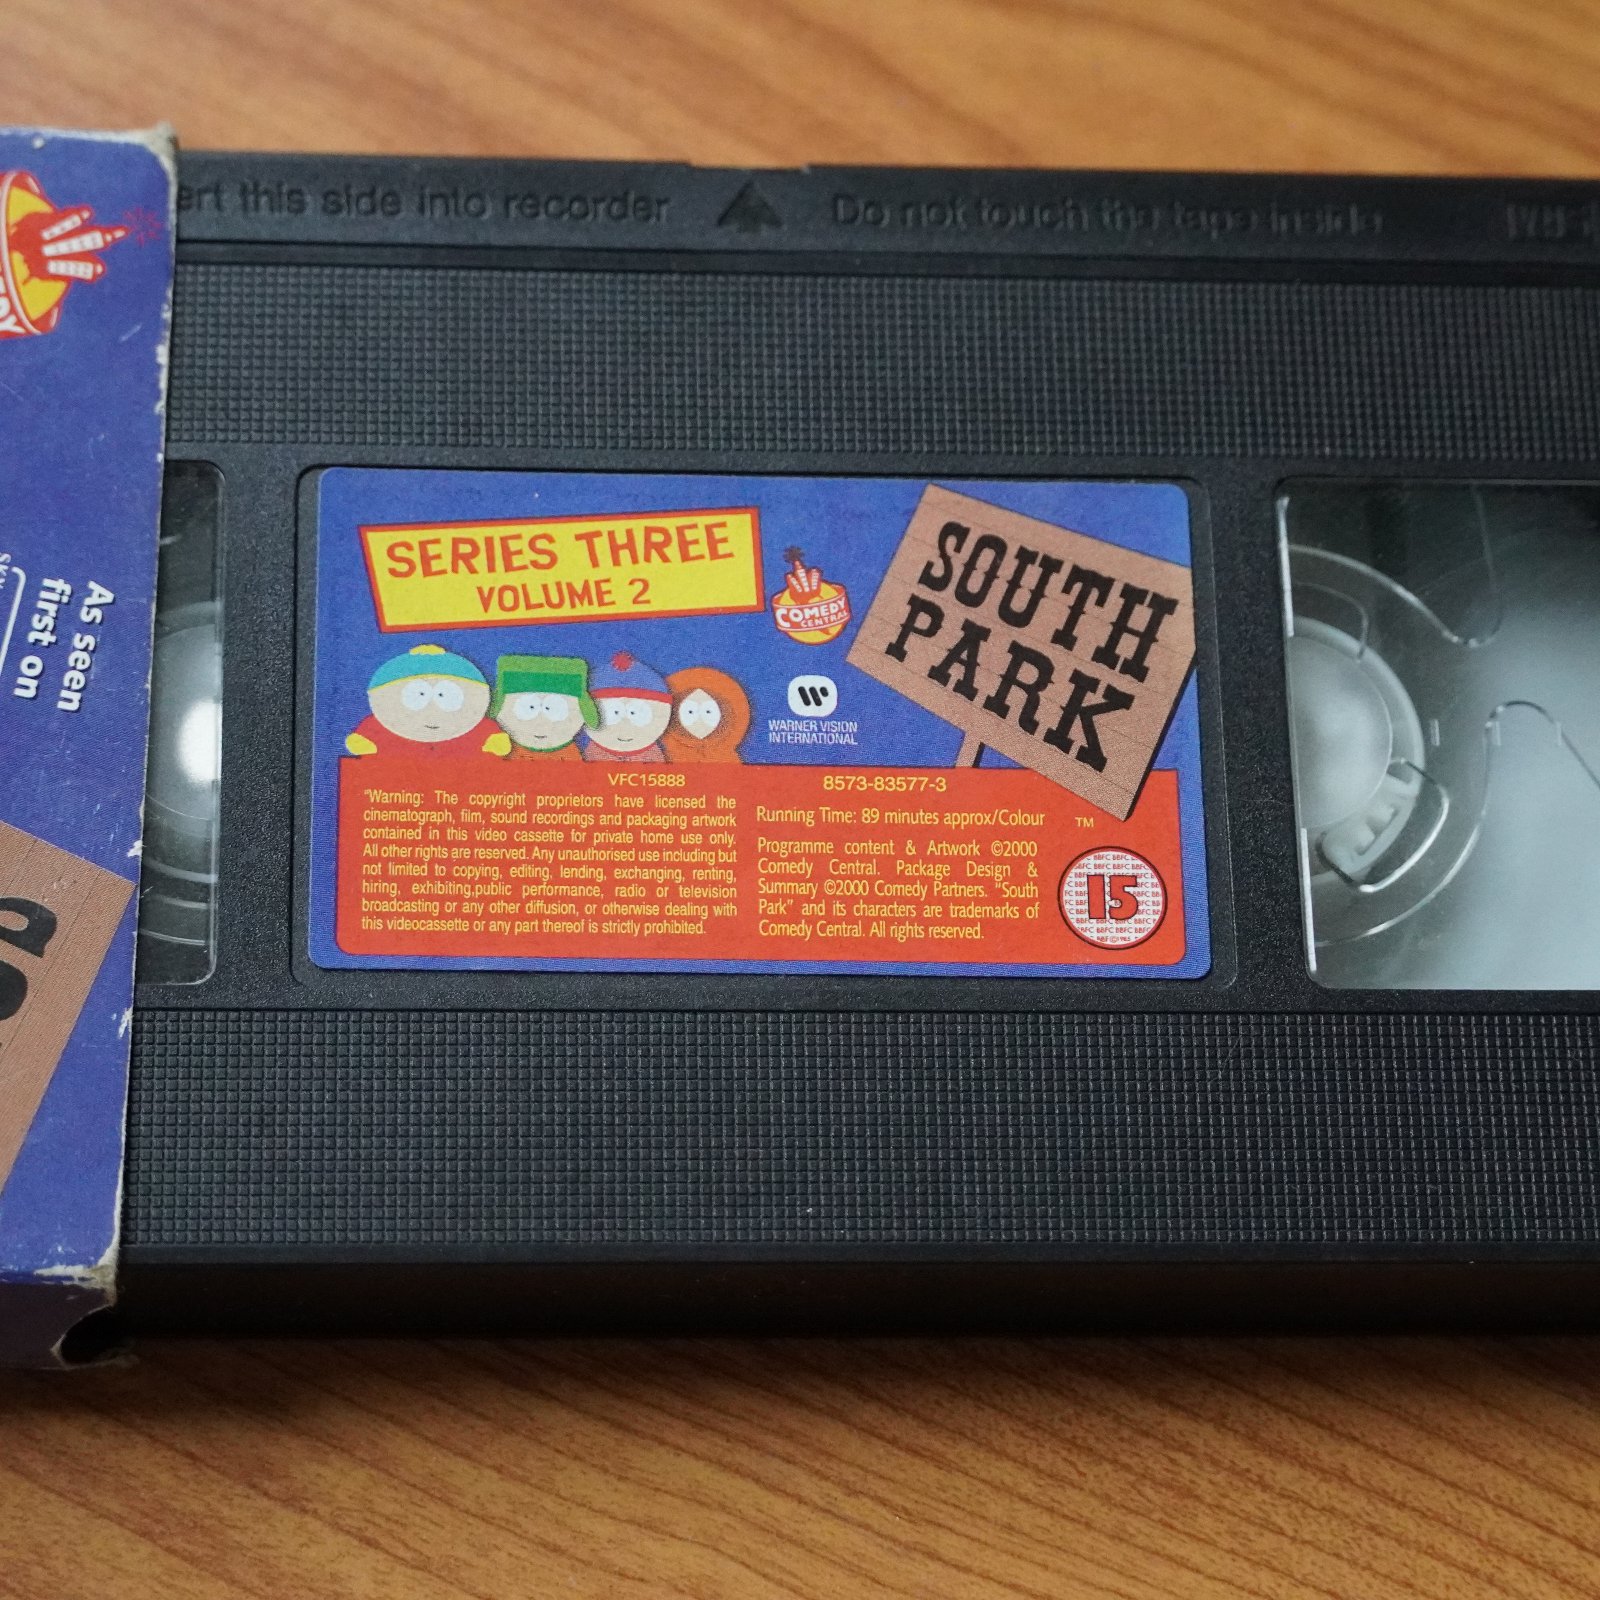 this side into recorder
Do not touch the tape inside
As seen
first on
SERIES THREE
VOLUME 2
COMEDY
CENTRAL
SOUTH
PARK
WARNER VISION
INTERNATIONAL
VFC15888
"Warning: The copyright proprietors have licensed the
cinematograph, film, sound recordings and packaging artwork
contained in this video cassette for private home use only.
All other rights are reserved. Any unauthorised use including but
not limited to copying, editing, lending, exchanging, renting,
hiring, exhibiting,public performance, radio or television
broadcasting or any other diffusion, or otherwise dealing with
this videocassette or any part thereof is strictly prohibited.
8573-83577-3
Running Time: 89 minutes approx/Colour
TM
Programme content & Artwork ©2000
Comedy Central. Package Design &
Summary ©2000 Comedy Partners. "South
Park" and its characters are trademarks of
Comedy Central. All rights reserved.
15